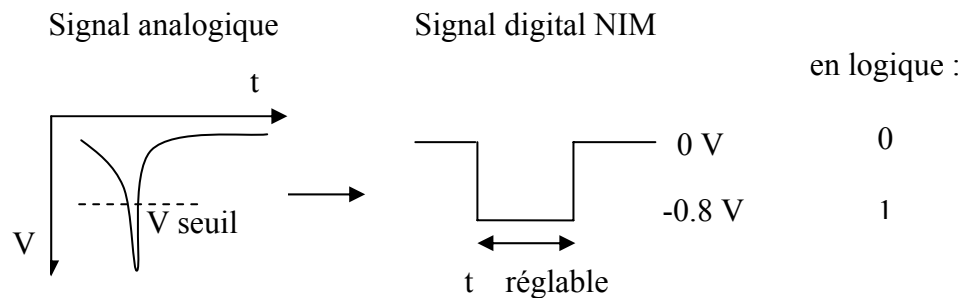 Signal analogique Signal digital NIM
en logique :
t
0 V 0
V seuil -0.8 V 1
V
t réglable